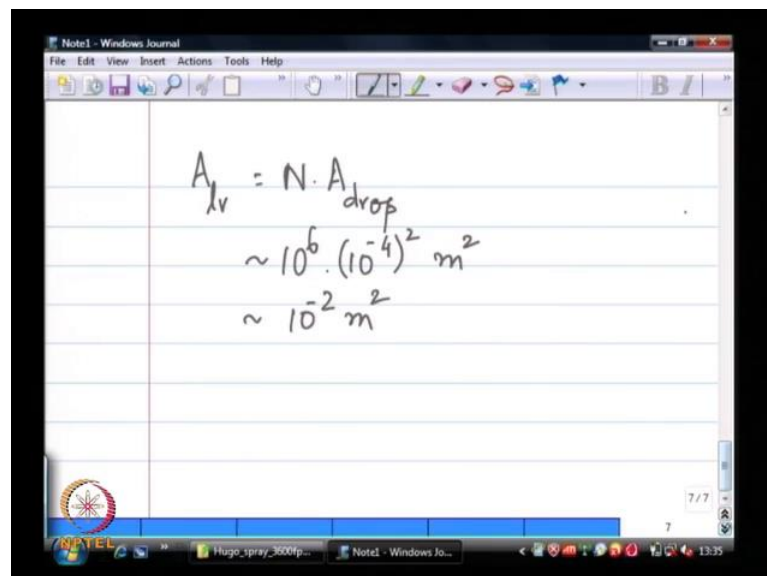 Note1 - Windows Journal
File Edit View Insert Actions Tools Help
B I
A_lv = N. A_drop
~ 10^6 . (10^-4)^2 m^2
~ 10^-2 m^2
7/7
7
NPTEL
Hugo_spray_3600fp...
Note1 - Windows Jo...
13:35